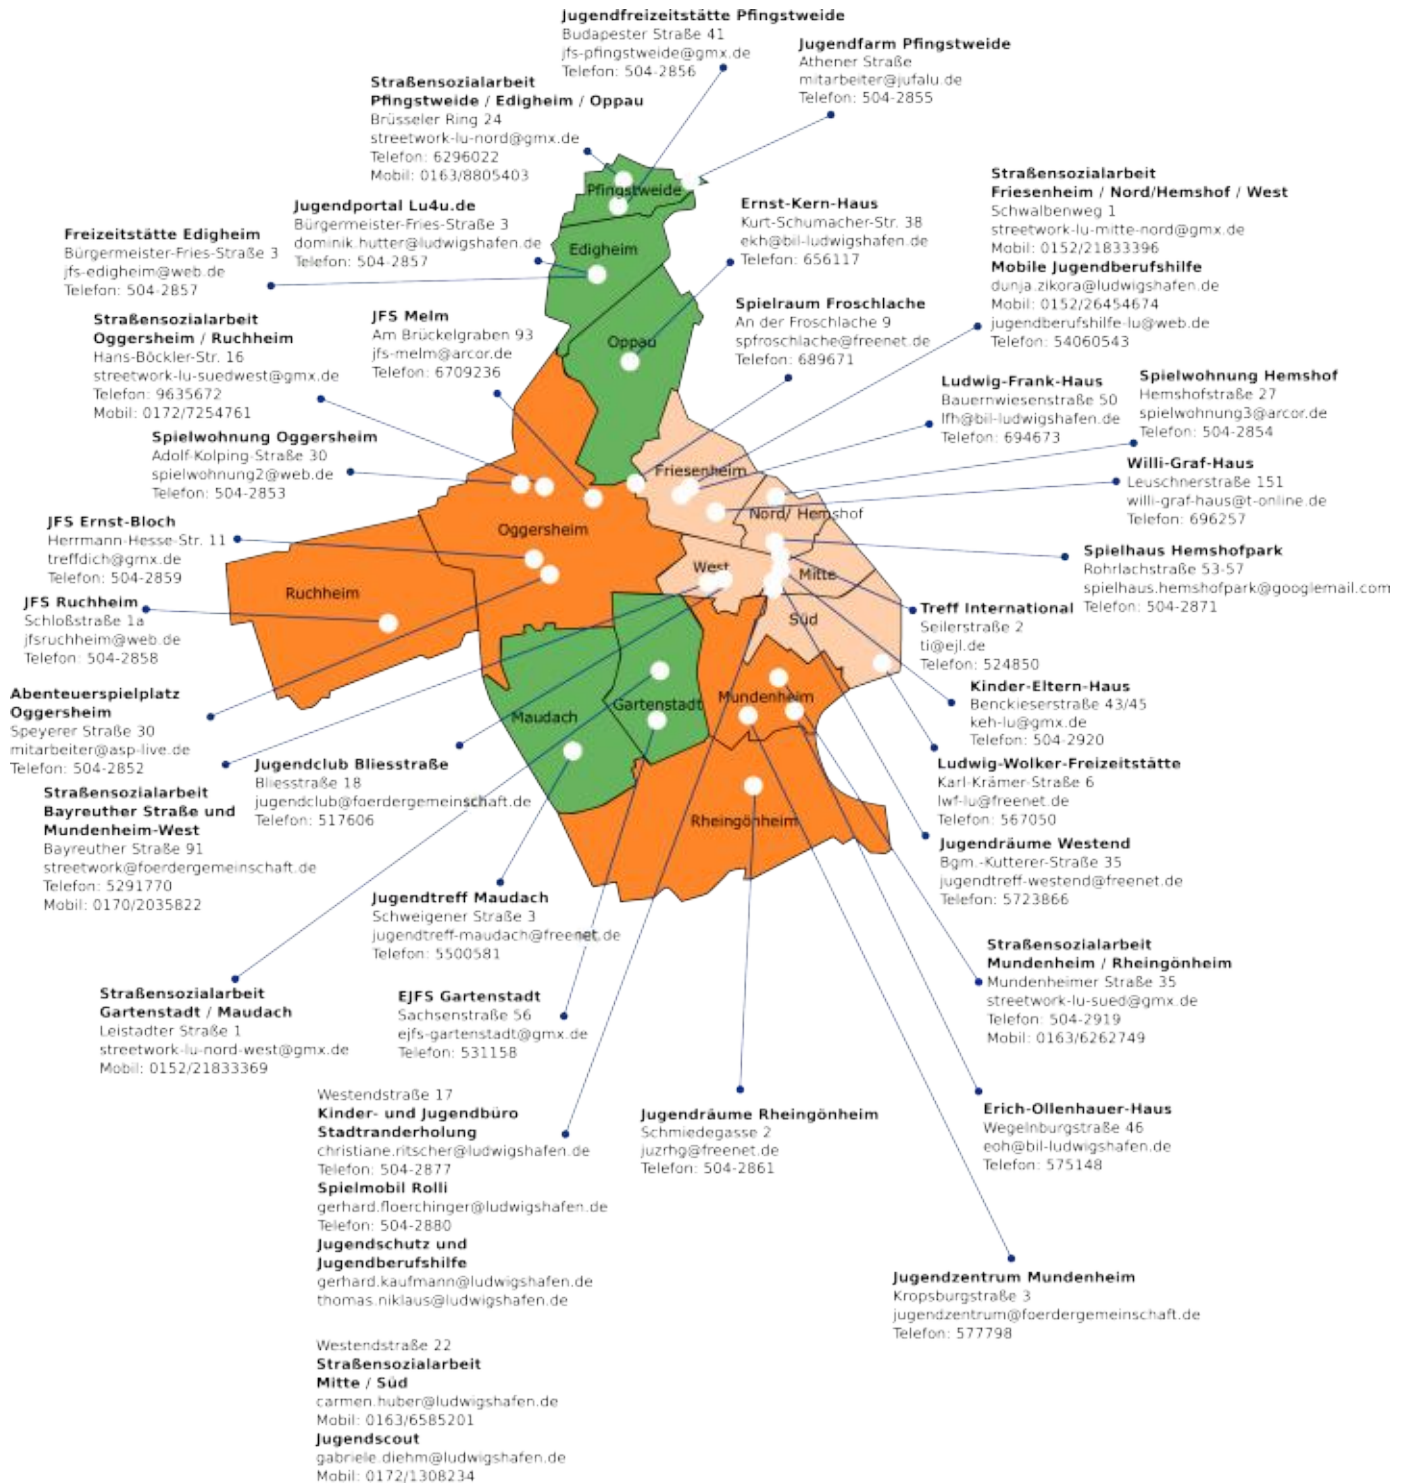 Jugendfreizeitstätte Pfingstweide
Budapester Straße 41
jfs-pfingstweide@gmx.de
Telefon: 504-2856
Jugendfarm Pfingstweide
Athener Straße
mitarbeiter@jufalu.de
Telefon: 504-2855
Straßensozialarbeit
Pfingstweide / Edigheim / Oppau
Brüsseler Ring 24
streetwork-lu-nord@gmx.de
Telefon: 6296022
Mobil: 0163/8805403
Straßensozialarbeit
Friesenheim / Nord/Hemshof / West
Schwalbenweg 1
streetwork-lu-mitte-nord@gmx.de
Mobil: 0152/21833396
Mobile Jugendberufshilfe
dunja.zikora@ludwigshafen.de
Mobil: 0152/26454674
jugendberufshilfe-lu@web.de
Telefon: 54060543
Jugendportal Lu4u.de
Bürgermeister-Fries-Straße 3
dominik.hutter@ludwigshafen.de
Telefon: 504-2857
Ernst-Kern-Haus
Kurt-Schumacher-Str. 38
ekh@bil-ludwigshafen.de
Telefon: 656117
Freizeitstätte Edigheim
Bürgermeister-Fries-Straße 3
jfs-edigheim@web.de
Telefon: 504-2857
Spielraum Froschlache
An der Froschlache 9
spfroschlache@freenet.de
Telefon: 689671
JFS Melm
Am Brückelgraben 93
jfs-melm@arcor.de
Telefon: 6709236
Straßensozialarbeit
Oggersheim / Ruchheim
Hans-Böckler-Str. 16
streetwork-lu-suedwest@gmx.de
Telefon: 9635672
Mobil: 0172/7254761
Ludwig-Frank-Haus
Bauernwiesenstraße 50
lfh@bil-ludwigshafen.de
Telefon: 694673
Spielwohnung Hemshof
Hemshofstraße 27
spielwohnung3@arcor.de
Telefon: 504-2854
Spielwohnung Oggersheim
Adolf-Kolping-Straße 30
spielwohnung2@web.de
Telefon: 504-2853
Willi-Graf-Haus
Leuschnerstraße 151
willi-graf-haus@t-online.de
Telefon: 696257
JFS Ernst-Bloch
Herrmann-Hesse-Str. 11
treffdich@gmx.de
Telefon: 504-2859
Spielhaus Hemshofpark
Rohrlachstraße 53-57
spielhaus.hemshofpark@googlemail.com
Telefon: 504-2871
JFS Ruchheim
Schloßstraße 1a
jfsruchheim@web.de
Telefon: 504-2858
Treff International
Seilerstraße 2
ti@ejl.de
Telefon: 524850
Kinder-Eltern-Haus
Benckieserstraße 43/45
keh-lu@gmx.de
Telefon: 504-2920
Abenteuerspielplatz
Oggersheim
Speyerer Straße 30
mitarbeiter@asp-live.de
Telefon: 504-2852
Ludwig-Wolker-Freizeitstätte
Karl-Krämer-Straße 6
lwf-lu@freenet.de
Telefon: 567050
Jugendclub Bliesstraße
Bliesstraße 18
jugendclub@foerdergemeinschaft.de
Telefon: 517606
Straßensozialarbeit
Bayreuther Straße und
Mundenheim-West
Bayreuther Straße 91
streetwork@foerdergemeinschaft.de
Telefon: 5291770
Mobil: 0170/2035822
Jugendräume Westend
Bgm.-Kutterer-Straße 35
jugendtreff-westend@freenet.de
Telefon: 5723866
Jugendtreff Maudach
Schweigener Straße 3
jugendtreff-maudach@freenet.de
Telefon: 5500581
Straßensozialarbeit
Mundenheim / Rheingönheim
Mundenheimer Straße 35
streetwork-lu-sued@gmx.de
Telefon: 504-2919
Mobil: 0163/6262749
Straßensozialarbeit
Gartenstadt / Maudach
Leistadter Straße 1
streetwork-lu-nord-west@gmx.de
Mobil: 0152/21833369
EJFS Gartenstadt
Sachsenstraße 56
ejfs-gartenstadt@gmx.de
Telefon: 531158
Westendstraße 17
Kinder- und Jugendbüro
Stadtranderholung
christiane.ritscher@ludwigshafen.de
Telefon: 504-2877
Spielmobil Rolli
gerhard.floerchinger@ludwigshafen.de
Telefon: 504-2880
Jugendschutz und
Jugendberufshilfe
gerhard.kaufmann@ludwigshafen.de
thomas.niklaus@ludwigshafen.de
Jugendräume Rheingönheim
Schmiedegasse 2
juzrhg@freenet.de
Telefon: 504-2861
Erich-Ollenhauer-Haus
Wegelnburgstraße 46
eoh@bil-ludwigshafen.de
Telefon: 575148
Jugendzentrum Mundenheim
Kropsburgstraße 3
jugendzentrum@foerdergemeinschaft.de
Telefon: 577798
Westendstraße 22
Straßensozialarbeit
Mitte / Süd
carmen.huber@ludwigshafen.de
Mobil: 0163/6585201
Jugendscout
gabriele.diehm@ludwigshafen.de
Mobil: 0172/1308234
Pfingstweide
Edigheim
Oppau
Friesenheim
Nord/ Hemshof
Oggersheim
West
Mitte
Ruchheim
Süd
Mundenheim
Gartenstadt
Maudach
Rheingönheim